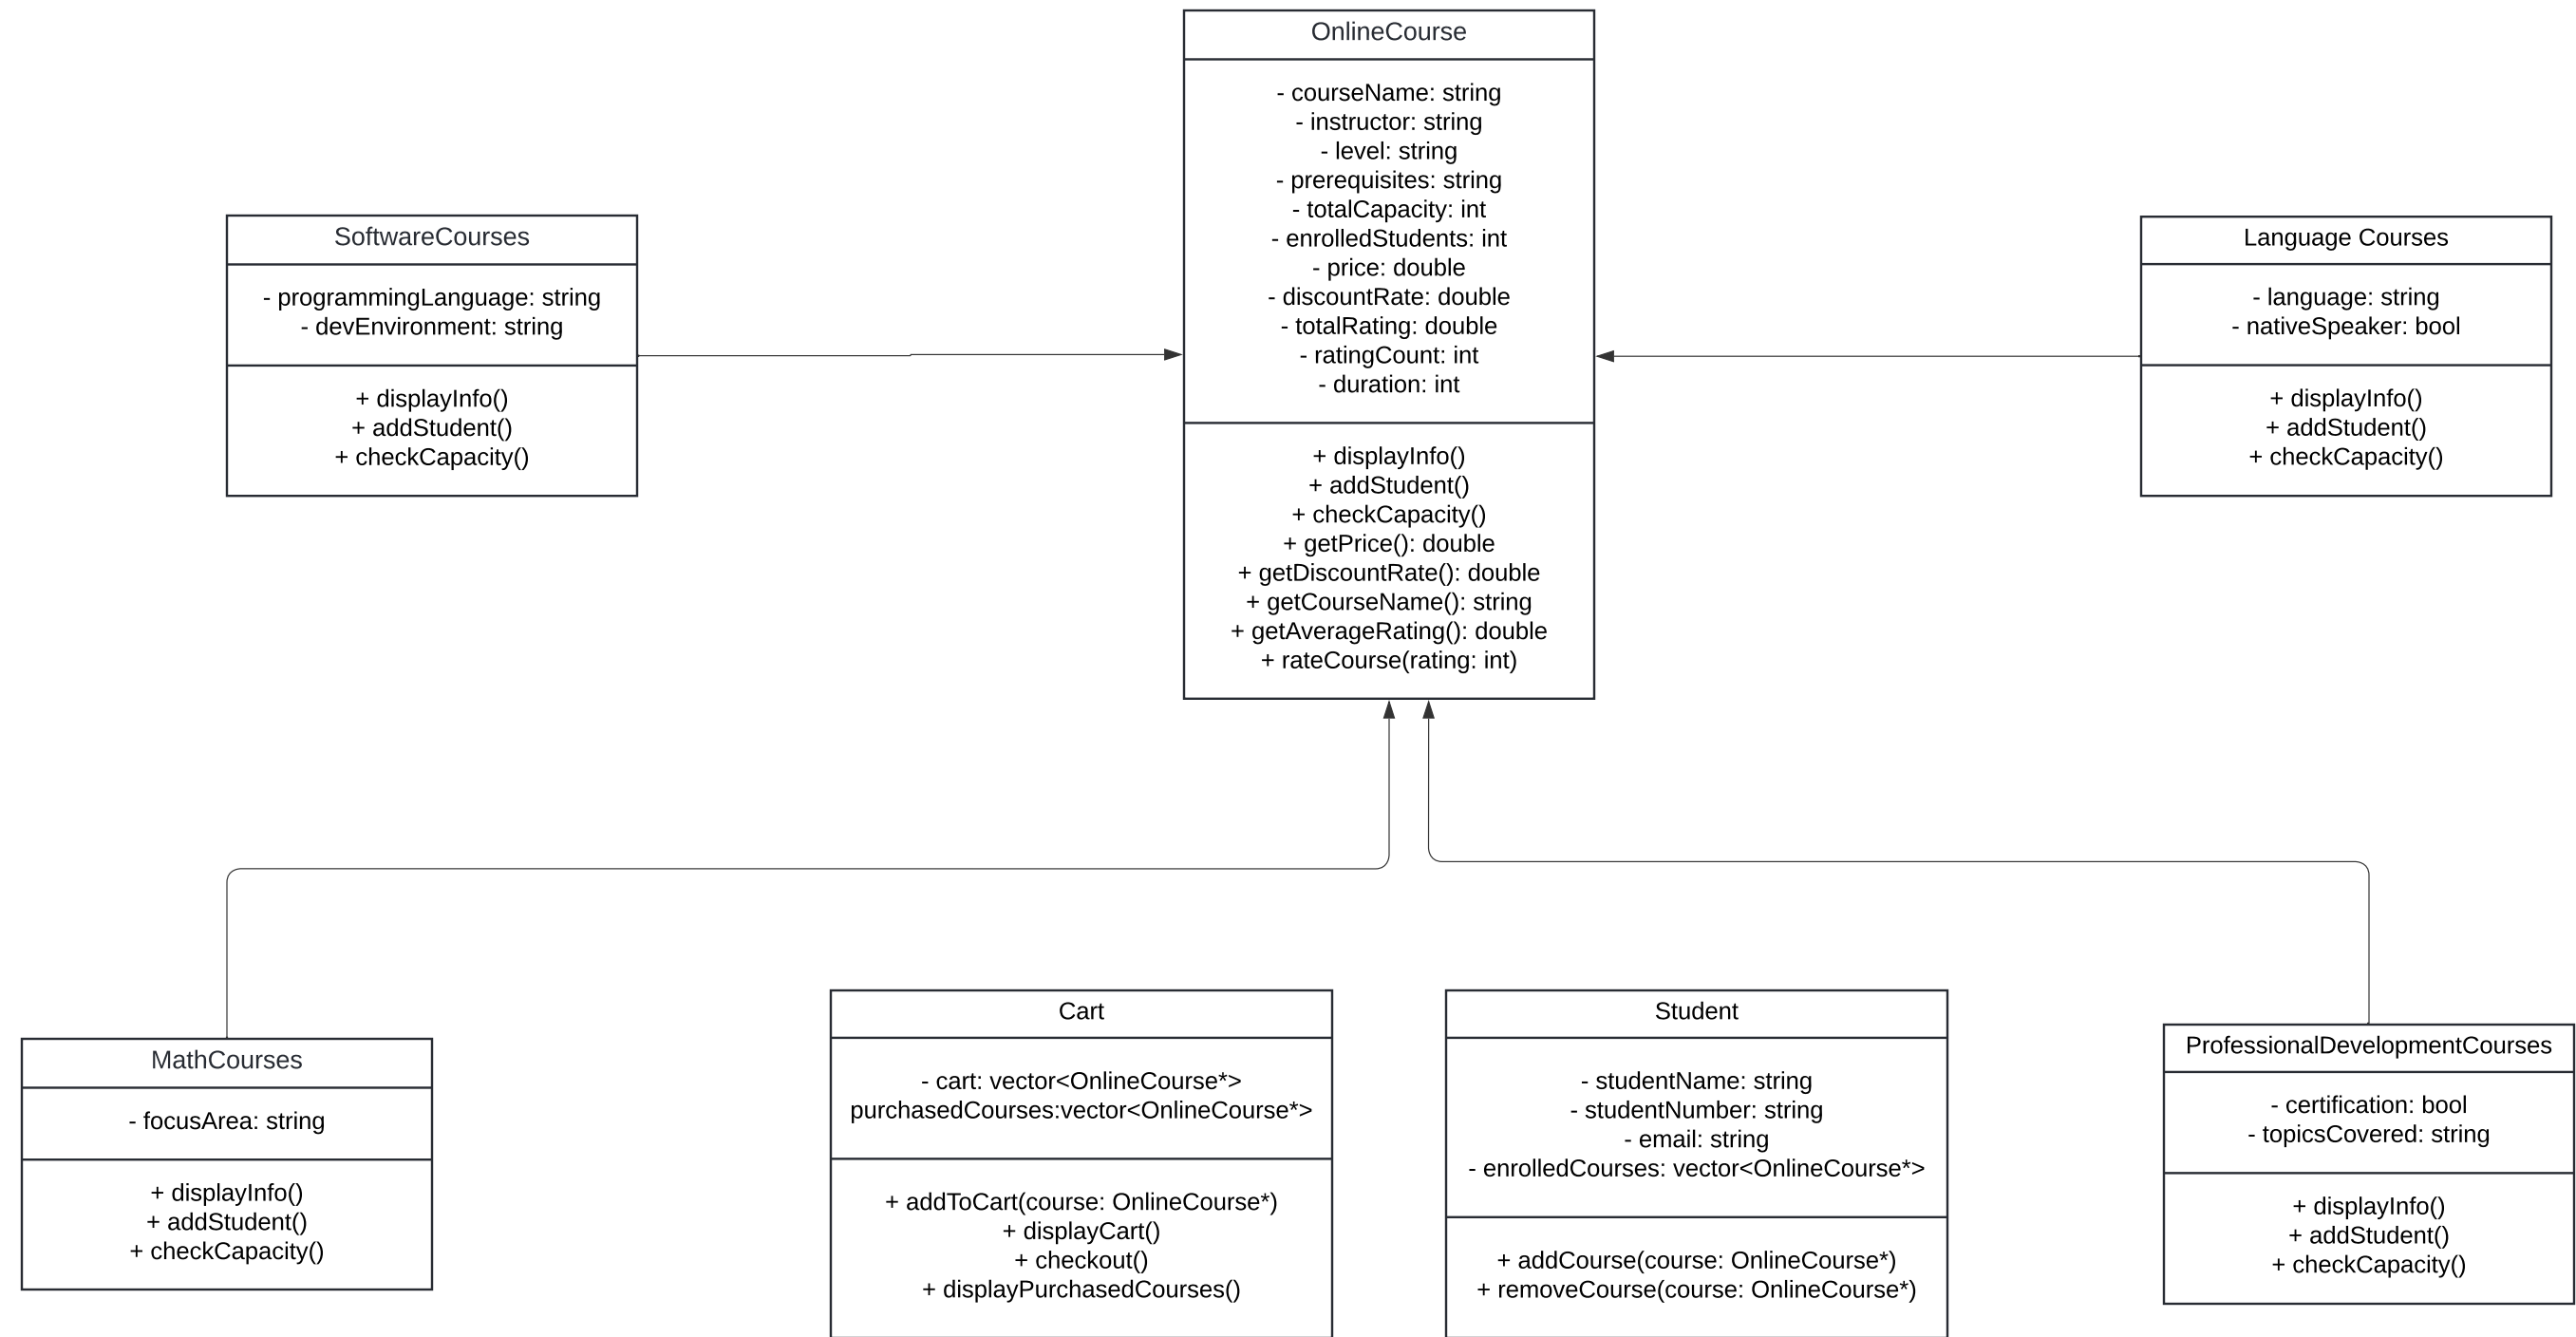 OnlineCourse
- courseName: string
- instructor: string
- level: string
- prerequisites: string
- totalCapacity: int
- enrolledStudents: int
- price: double
- discountRate: double
- totalRating: double
- ratingCount: int
- duration: int
+ displayInfo()
+ addStudent()
+ checkCapacity()
+ getPrice(): double
+ getDiscountRate(): double
+ getCourseName(): string
+ getAverageRating(): double
+ rateCourse(rating: int)
SoftwareCourses
- programmingLanguage: string
- devEnvironment: string
+ displayInfo()
+ addStudent()
+ checkCapacity()
Language Courses
- language: string
- nativeSpeaker: bool
+ displayInfo()
+ addStudent()
+ checkCapacity()
MathCourses
- focusArea: string
+ displayInfo()
+ addStudent()
+ checkCapacity()
Cart
- cart: vector<OnlineCourse*>
purchasedCourses:vector<OnlineCourse*>
+ addToCart(course: OnlineCourse*)
+ displayCart()
+ checkout()
+ displayPurchasedCourses()
Student
- studentName: string
- studentNumber: string
- email: string
- enrolledCourses: vector<OnlineCourse*>
+ addCourse(course: OnlineCourse*)
+ removeCourse(course: OnlineCourse*)
ProfessionalDevelopmentCourses
- certification: bool
- topicsCovered: string
+ displayInfo()
+ addStudent()
+ checkCapacity()